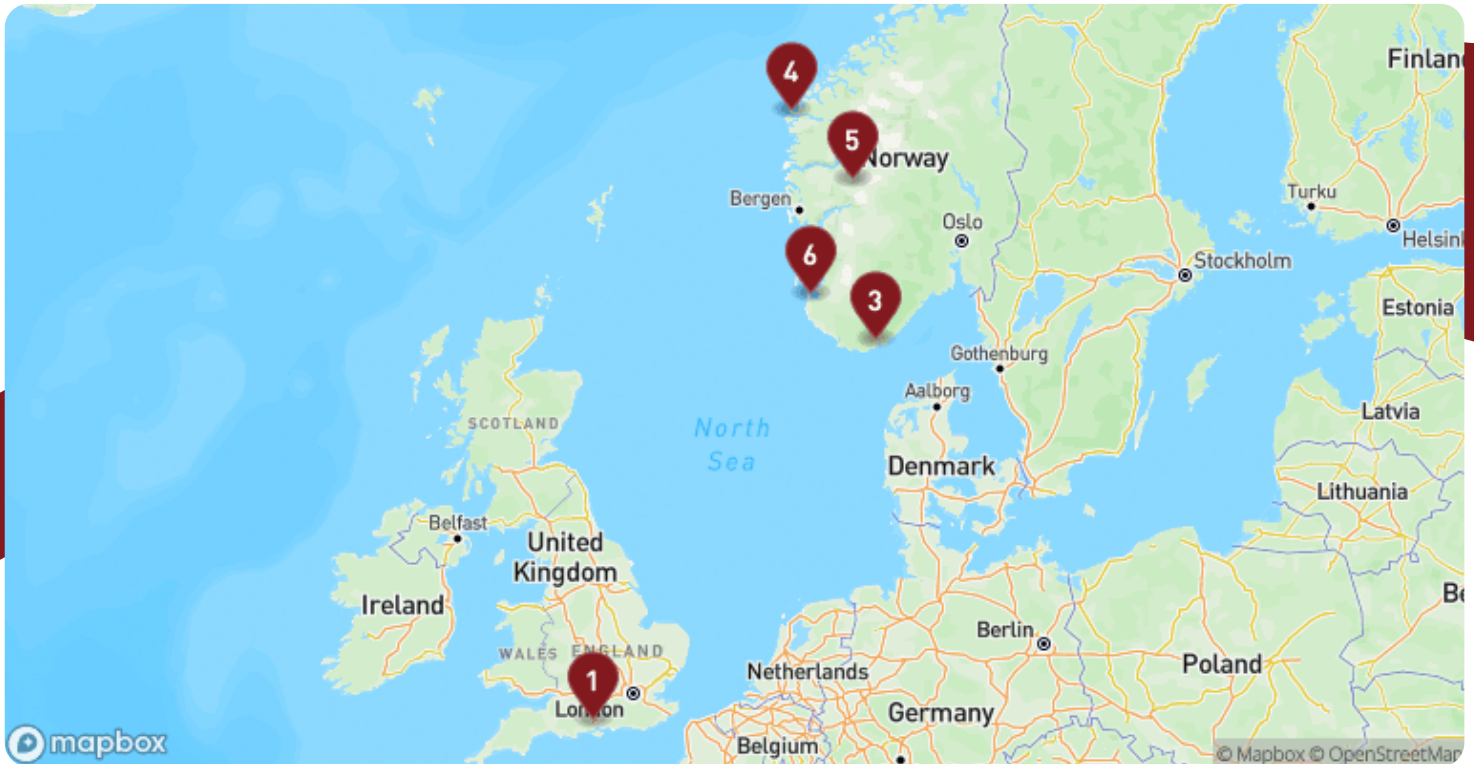 Finlan
4
5
Norway
Turku
Bergen
Oslo
Helsink
6
Stockholm
3
Estonia
Gothenburg
Aalborg
Latvia
SCOTLAND
North
Sea
Denmark
Lithuania
Belfast
United
Kingdom
Be
Ireland
Berlin
WALES
ENGLAND
Poland
Netherlands
1
London
Germany
mapbox
Belgium
© Mapbox © OpenStreetMap